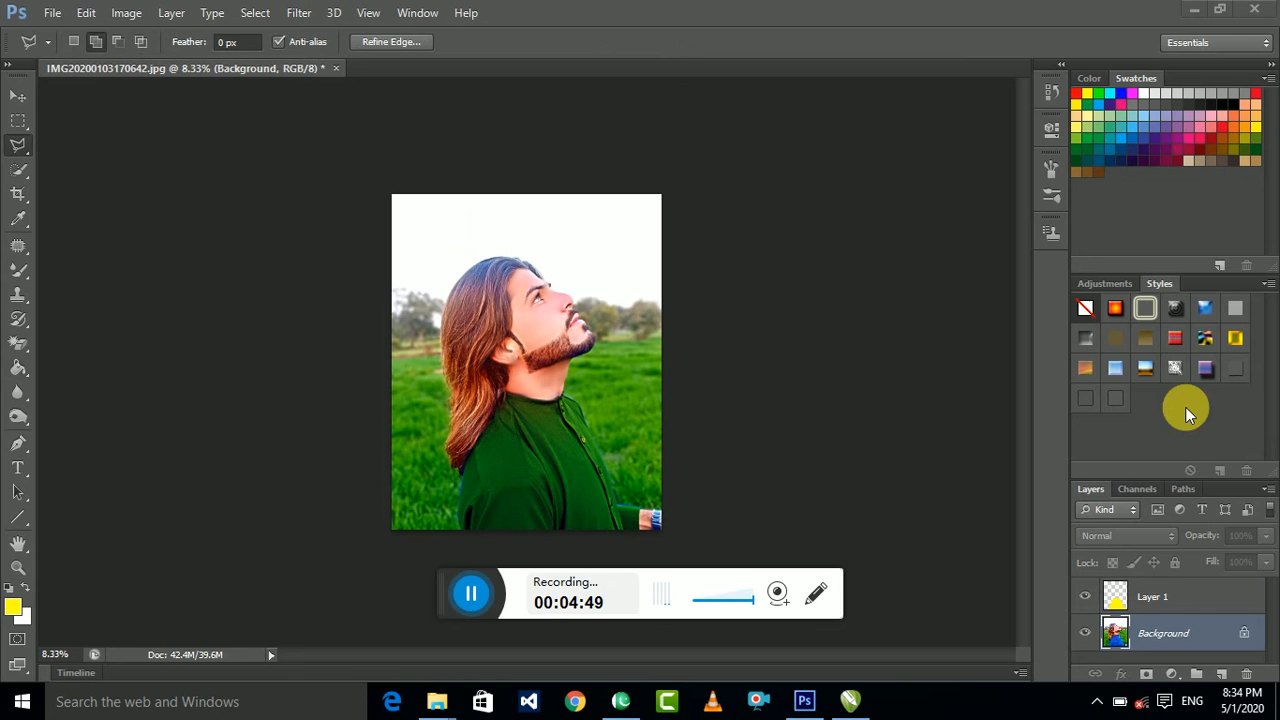 Ps File Edit Image Layer Type Select Filter 3D View Window Help
Feather: 0 px Anti-alias Refine Edge... Essentials
IMG20200103170642.jpg @ 8.33% (Background, RGB/8) * ×
Color Swatches
Adjustments Styles
Layers Channels Paths
Kind
Normal Opacity: 100%
Lock: Fill: 100%
Recording...
00:04:49
Layer 1
Background
8.33% Doc: 42.4M/39.6M
Timeline
Search the web and Windows
ENG
8:34 PM
5/1/2020